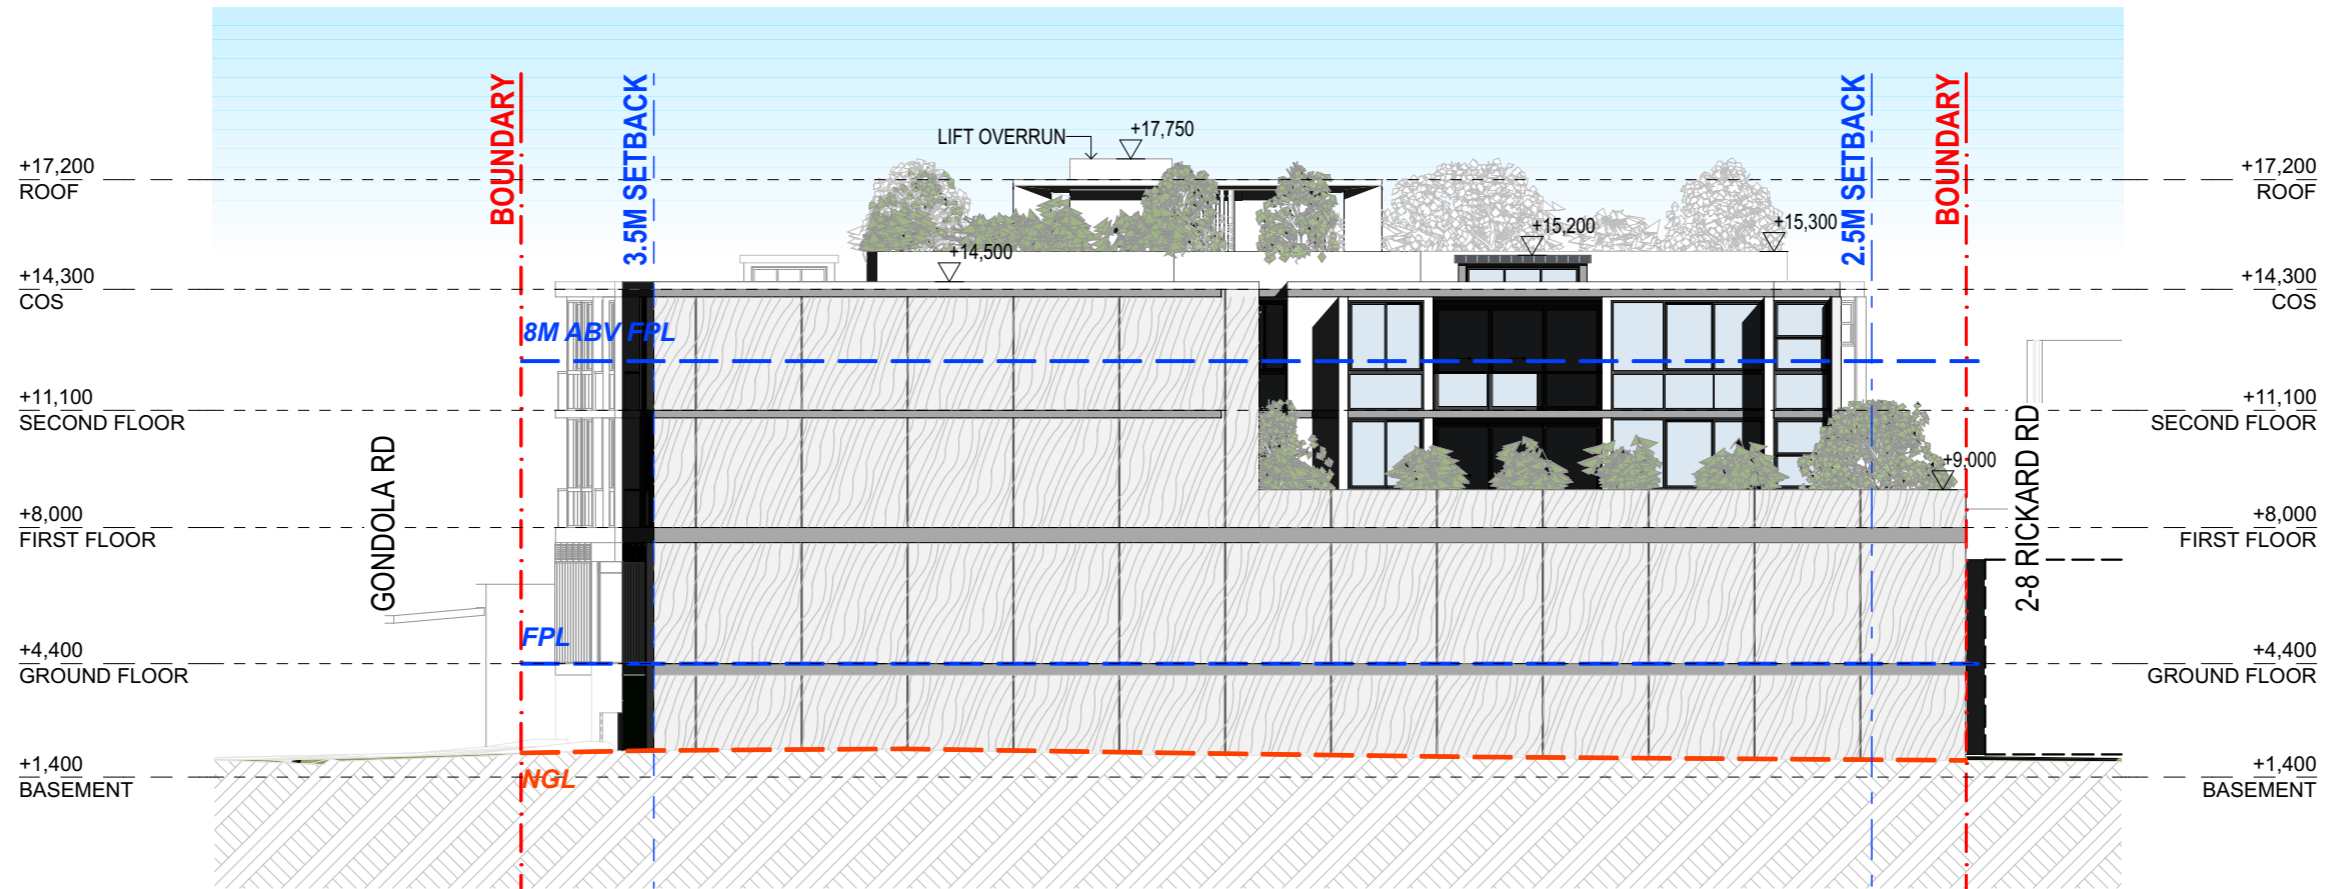 BOUNDARY
3.5M SETBACK
2.5M SETBACK
BOUNDARY
LIFT OVERRUN
+17,750
+17,200
ROOF
+17,200
ROOF
+15,200
+15,300
+14,500
+14,300
COS
+14,300
COS
8M ABV FPL
+11,100
SECOND FLOOR
+11,100
SECOND FLOOR
GONDOLA RD
2-8 RICKARD RD
+9,000
+8,000
FIRST FLOOR
+8,000
FIRST FLOOR
FPL
+4,400
GROUND FLOOR
+4,400
GROUND FLOOR
+1,400
BASEMENT
NGL
+1,400
BASEMENT